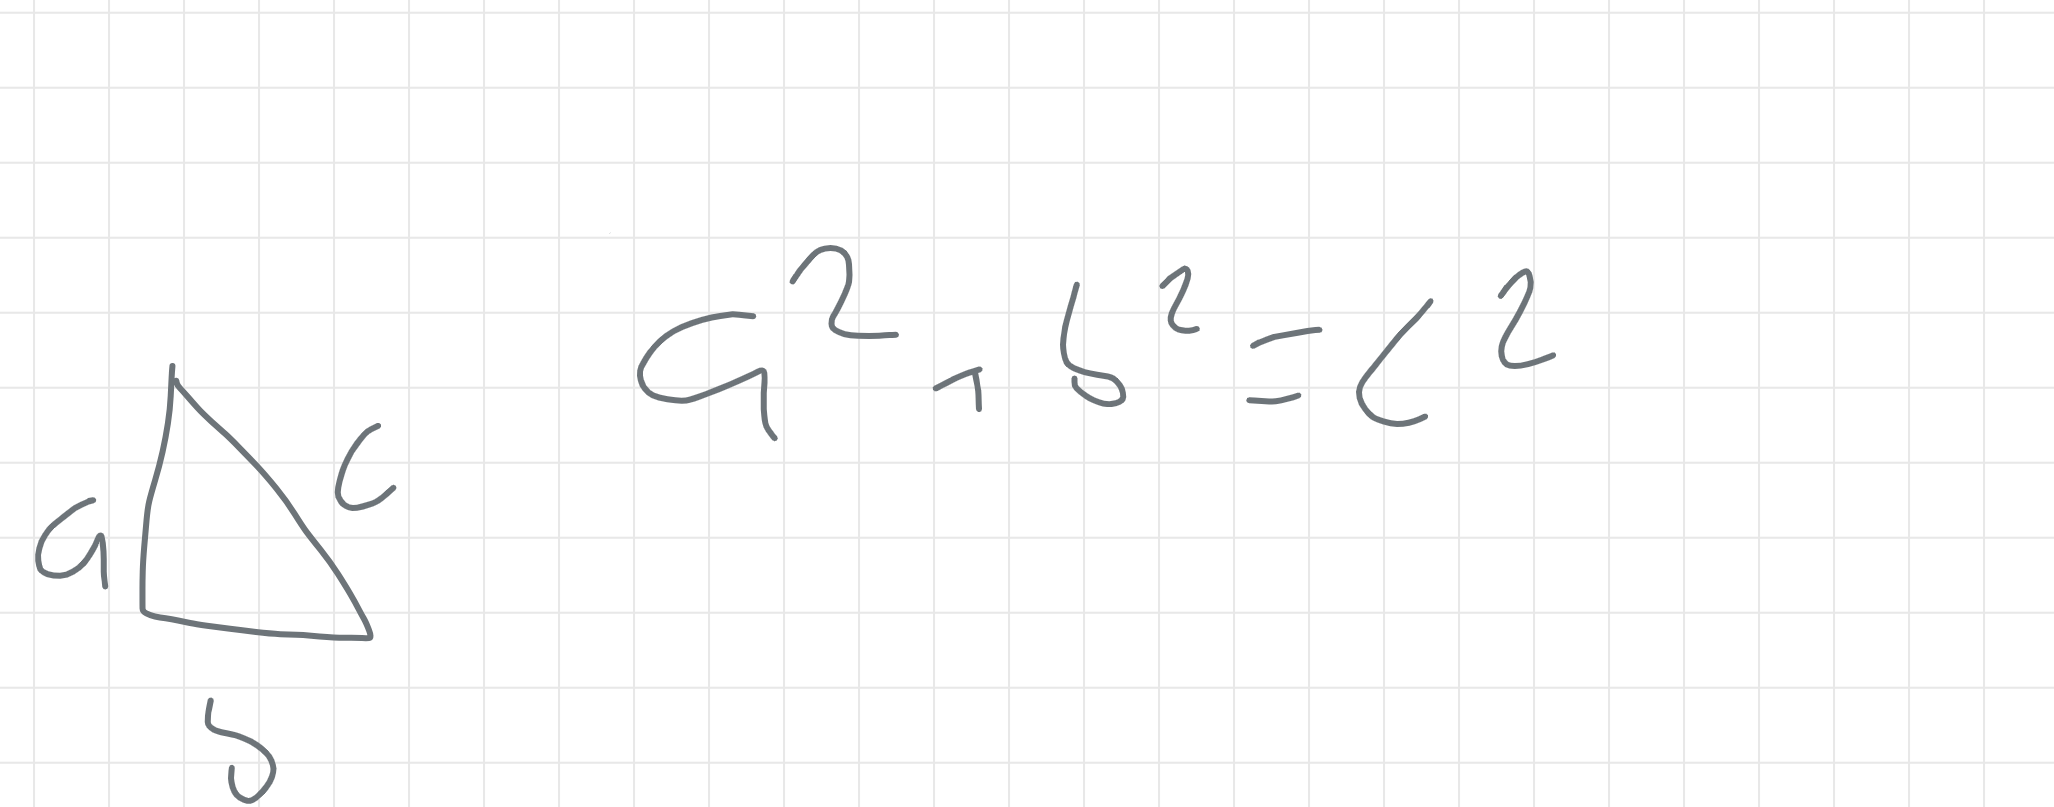 a² + b² = c²
c
a
b